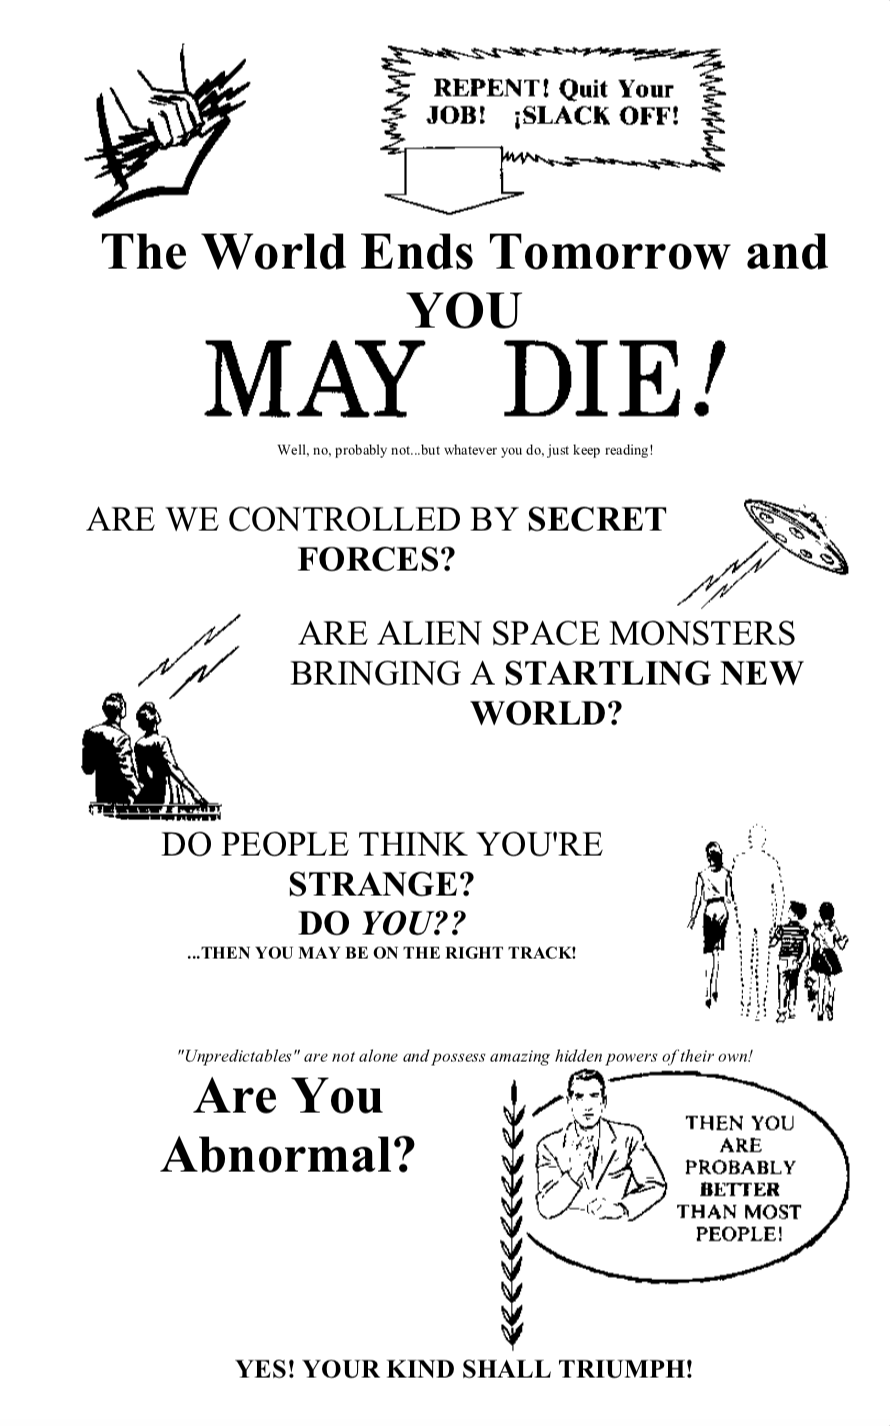 REPENT! Quit Your
JOB! ¡SLACK OFF!
The World Ends Tomorrow and
YOU
MAY DIE!
Well, no, probably not...but whatever you do, just keep reading!
ARE WE CONTROLLED BY SECRET
FORCES?
ARE ALIEN SPACE MONSTERS
BRINGING A STARTLING NEW
WORLD?
DO PEOPLE THINK YOU'RE
STRANGE?
DO YOU??
...THEN YOU MAY BE ON THE RIGHT TRACK!
"Unpredictables" are not alone and possess amazing hidden powers of their own!
Are You
Abnormal?
THEN YOU
ARE
PROBABLY
BETTER
THAN MOST
PEOPLE!
YES! YOUR KIND SHALL TRIUMPH!